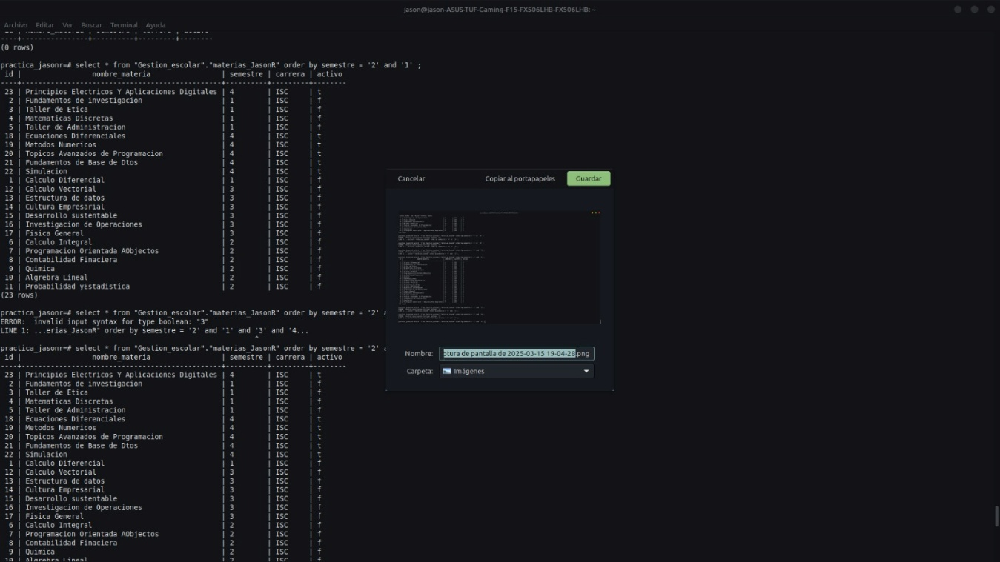 jason@jason-ASUS-TUF-Gaming-F15-FX506LHB-FX506LHB: ~
Archivo Editar Ver Buscar Terminal Ayuda
----+---------------+----------+---------+--------
(0 rows)
practica_jasonr=# select * from "Gestion_escolar"."materias_JasonR" order by semestre = '2' and '1' ;
id | nombre_materia | semestre | carrera | activo
----+--------------------------------------------+----------+---------+--------
23 | Principios Electricos Y Aplicaciones Digitales | 4 | ISC | t
2 | Fundamentos de investigacion | 1 | ISC | f
3 | Taller de Etica | 1 | ISC | f
4 | Matematicas Discretas | 1 | ISC | f
5 | Taller de Administracion | 1 | ISC | f
18 | Ecuaciones Diferenciales | 4 | ISC | t
19 | Metodos Numericos | 4 | ISC | t
20 | Topicos Avanzados de Programacion | 4 | ISC | t
21 | Fundamentos de Base de Dtos | 4 | ISC | t
22 | Simulacion | 4 | ISC | t
1 | Calculo Diferencial | 1 | ISC | f
12 | Calculo Vectorial | 3 | ISC | f
13 | Estructura de datos | 3 | ISC | f
14 | Cultura Empresarial | 3 | ISC | f
15 | Desarrollo sustentable | 3 | ISC | f
16 | Investigacion de Operaciones | 3 | ISC | f
17 | Fisica General | 3 | ISC | f
6 | Calculo Integral | 2 | ISC | f
7 | Programacion Orientada AObjectos | 2 | ISC | f
8 | Contabilidad Finaciera | 2 | ISC | f
9 | Quimica | 2 | ISC | f
10 | Algrebra Lineal | 2 | ISC | f
11 | Probabilidad yEstadistica | 2 | ISC | f
(23 rows)
practica_jasonr=# select * from "Gestion_escolar"."materias_JasonR" order by semestre = '2' a
ERROR: invalid input syntax for type boolean: "3"
LINE 1: ...erias_JasonR" order by semestre = '2' and '1' and '3' and '4...
^
practica_jasonr=# select * from "Gestion_escolar"."materias_JasonR" order by semestre = '2' a
id | nombre_materia | semestre | carrera | activo
----+--------------------------------------------+----------+---------+--------
23 | Principios Electricos Y Aplicaciones Digitales | 4 | ISC | t
2 | Fundamentos de investigacion | 1 | ISC | f
3 | Taller de Etica | 1 | ISC | f
4 | Matematicas Discretas | 1 | ISC | f
5 | Taller de Administracion | 1 | ISC | f
18 | Ecuaciones Diferenciales | 4 | ISC | t
19 | Metodos Numericos | 4 | ISC | t
20 | Topicos Avanzados de Programacion | 4 | ISC | t
21 | Fundamentos de Base de Dtos | 4 | ISC | t
22 | Simulacion | 4 | ISC | t
1 | Calculo Diferencial | 1 | ISC | f
12 | Calculo Vectorial | 3 | ISC | f
13 | Estructura de datos | 3 | ISC | f
14 | Cultura Empresarial | 3 | ISC | f
15 | Desarrollo sustentable | 3 | ISC | f
16 | Investigacion de Operaciones | 3 | ISC | f
17 | Fisica General | 3 | ISC | f
6 | Calculo Integral | 2 | ISC | f
7 | Programacion Orientada AObjectos | 2 | ISC | f
8 | Contabilidad Finaciera | 2 | ISC | f
9 | Quimica | 2 | ISC | f
10 | Algrebra Lineal | 2 | ISC | f
Cancelar Copiar al portapapeles Guardar
Nombre: otura de pantalla de 2025-03-15 19-04-28.png
Carpeta: Imágenes